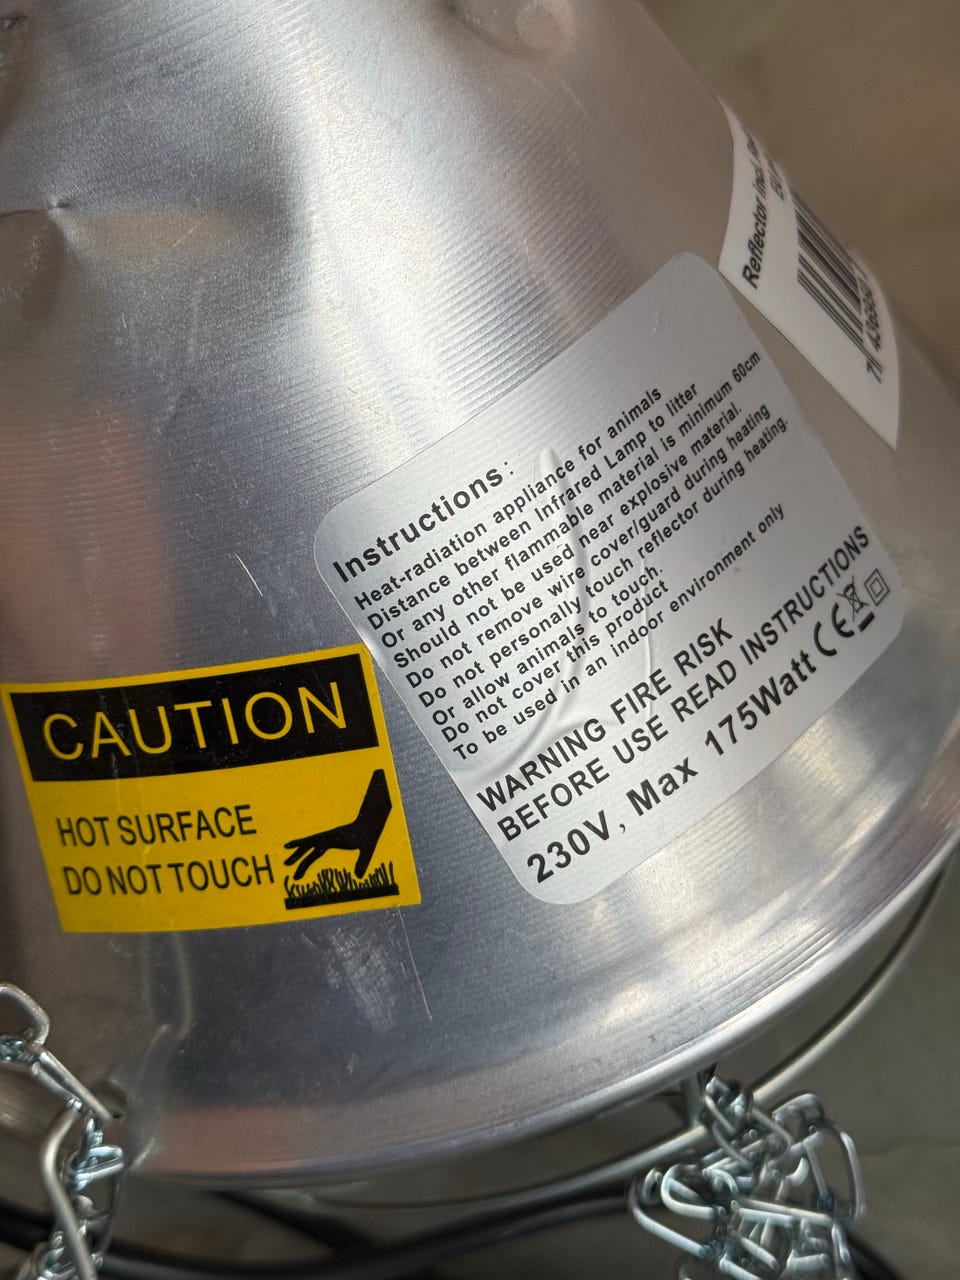 Reflector incl.
7 436957
Instructions:
Heat-radiation appliance for animals
Distance between Infrared Lamp to litter
Or any other flammable material is minimum 60cm
Should not be used near explosive material.
Do not remove wire cover/guard during heating
Do not personally touch reflector during heating.
Or allow animals to touch.
Do not cover this product
To be used in an indoor environment only
WARNING FIRE RISK
BEFORE USE READ INSTRUCTIONS
230V, Max 175Watt CE
CAUTION
HOT SURFACE
DO NOT TOUCH